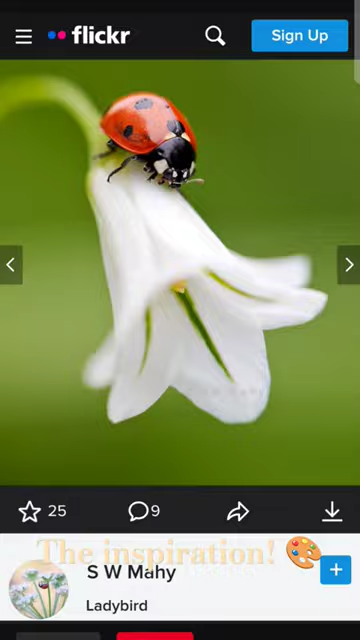 flickr
Sign Up
25
9
The inspiration!
S W Mahy
Ladybird